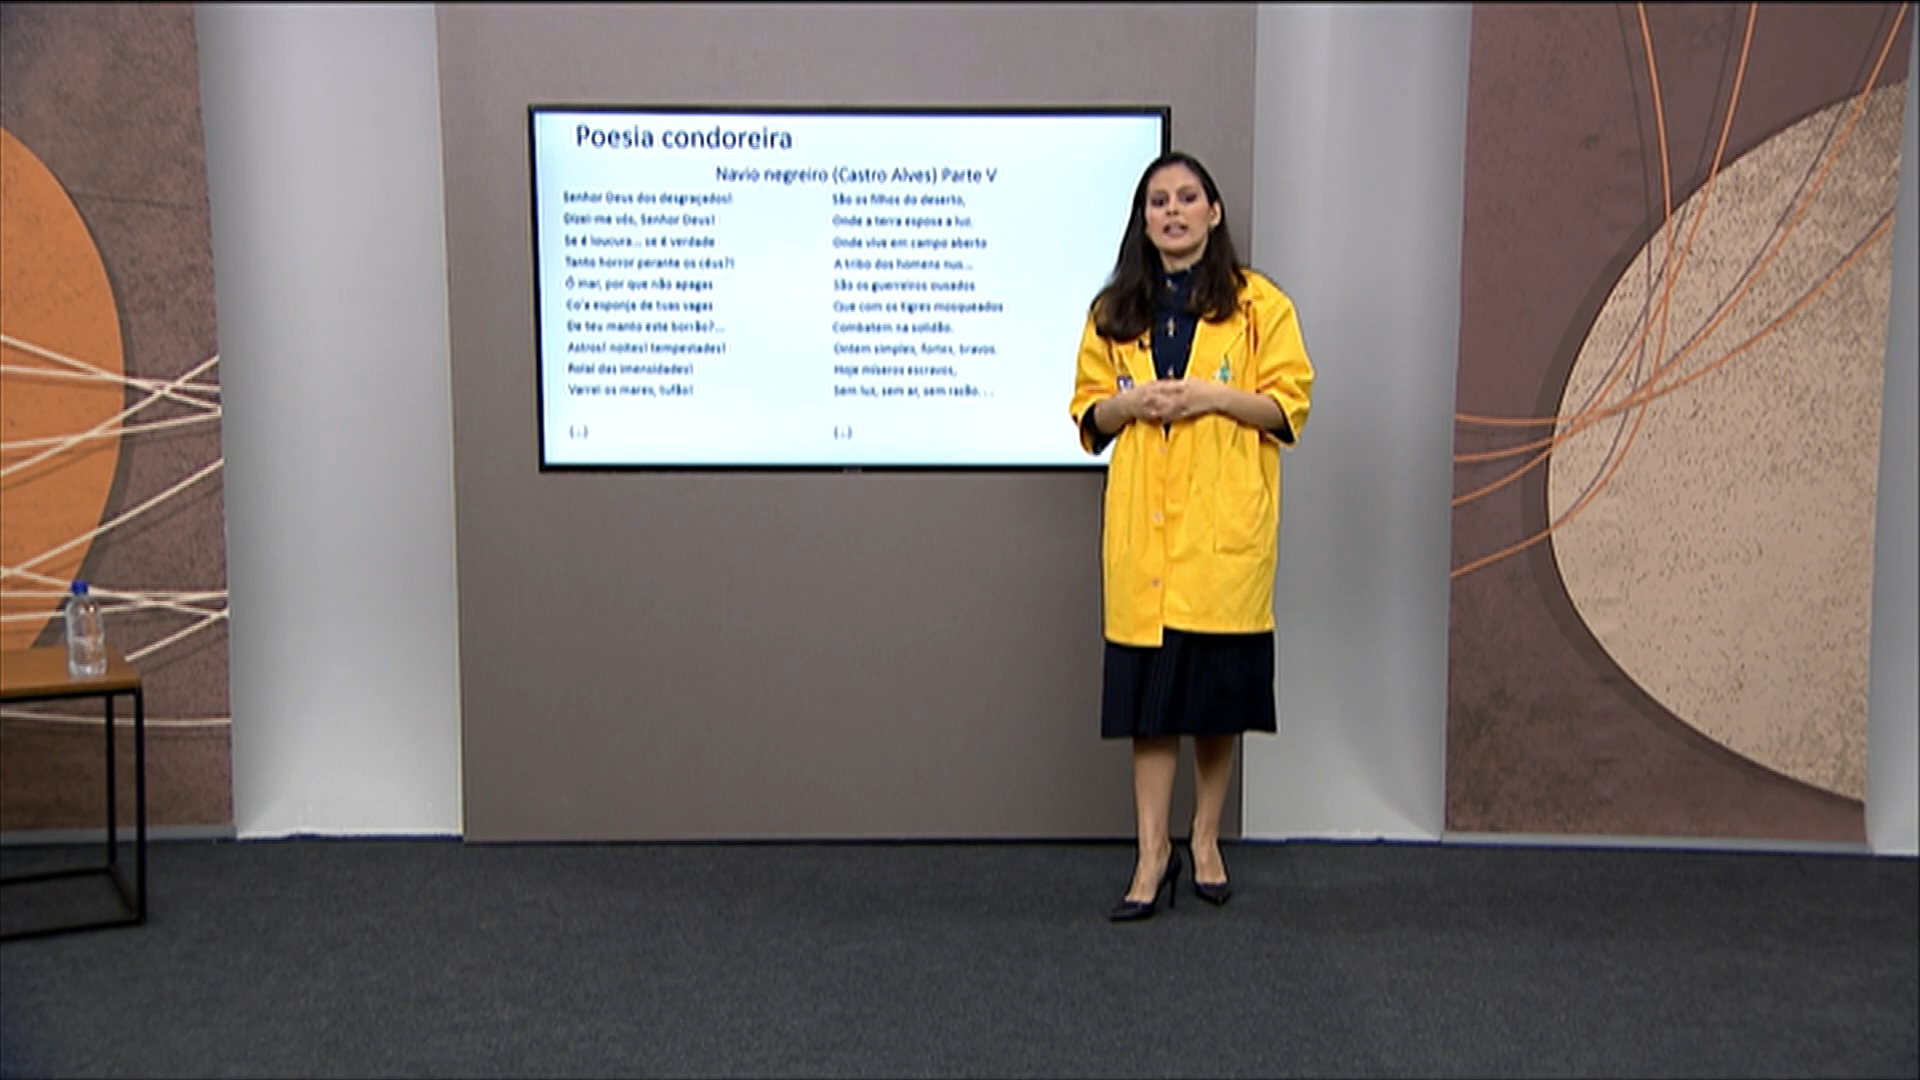 Poesia condoreira
Navio negreiro (Castro Alves) Parte V
Senhor Deus dos desgraçados!
Dizei-me vós, Senhor Deus!
Se é loucura... se é verdade
Tanto horror perante os céus?!
Ó mar, por que não apagas
Co'a esponja de tuas vagas
De teu manto este borrão?...
Astros! noites! tempestades!
Rolai das imensidades!
Varrei os mares, tufão!
(..)
São os filhos do deserto,
Onde a terra esposa a luz.
Onde vive em campo aberto
A tribo dos homens nus...
São os guerreiros ousados
Que com os tigres mosqueados
Combatem na solidão.
Ontem simples, fortes, bravos.
Hoje míseros escravos,
Sem luz, sem ar, sem razão. . .
(..)